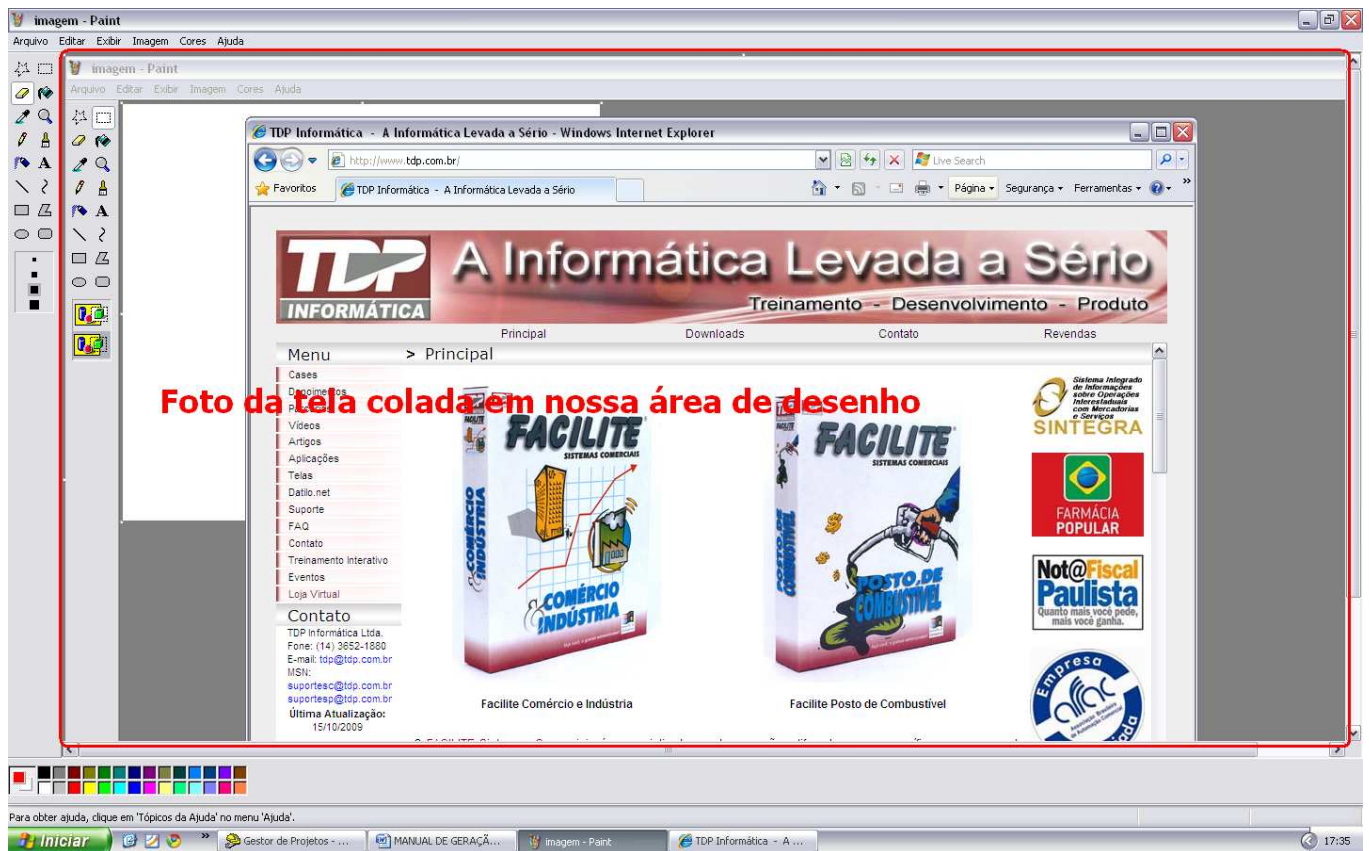 imagem - Paint
Arquivo Editar Exibir Imagem Cores Ajuda
imagem - Paint
Arquivo Editar Exibir Imagem Cores Ajuda
TDP Informática - A Informática Levada a Sério - Windows Internet Explorer
http://www.tdp.com.br/
Live Search
Favoritos
TDP Informática - A Informática Levada a Sério
Página
Segurança
Ferramentas
TDP
INFORMÁTICA
A Informática Levada a Sério
Treinamento - Desenvolvimento - Produto
Principal Downloads Contato Revendas
Menu
> Principal
Cases
Depoimentos
Vídeos
Artigos
Aplicações
Telas
Datilo.net
Suporte
FAQ
Contato
Treinamento Interativo
Eventos
Loja Virtual
Foto da tela colada em nossa área de desenho
FACILITE
SISTEMAS COMERCIAIS
COMÉRCIO
& INDÚSTRIA
COMÉRCIO
& INDÚSTRIA
Facilite Comércio e Indústria
FACILITE
SISTEMAS COMERCIAIS
POSTO DE
COMBUSTÍVEL
POSTO DE
COMBUSTÍVEL
Facilite Posto de Combustível
Sistema Integrado
de Informações
sobre Operações
Interestaduais
com Mercadorias
e Serviços
SINTEGRA
FARMÁCIA
POPULAR
Not@Fiscal
Paulista
Quanto mais você pede,
mais você ganha.
Empresa
afrac
Contato
TDP Informática Ltda.
Fone: (14) 3652-1880
E-mail: tdp@tdp.com.br
MSN:
suportesc@tdp.com.br
suportesp@tdp.com.br
Última Atualização:
15/10/2009
Para obter ajuda, clique em 'Tópicos da Ajuda' no menu 'Ajuda'.
Iniciar
Gestor de Projetos - ...
MANUAL DE GERAÇÃ...
imagem - Paint
TDP Informática - A ...
17:35